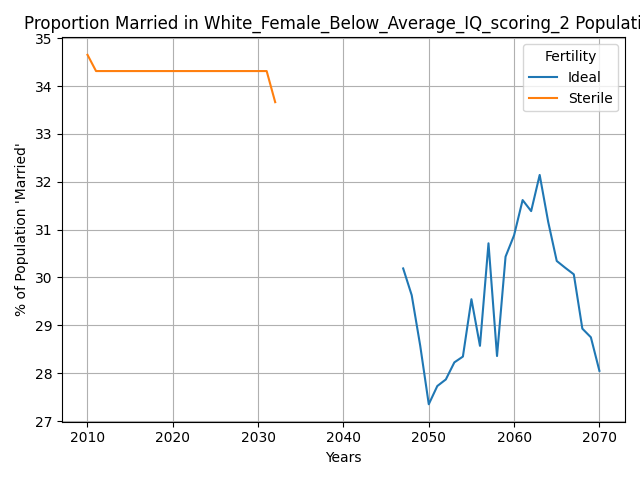 Proportion Married in White_Female_Below_Average_IQ_scoring_2 Populati
35
34
33
32
31
30
29
28
27
% of Population 'Married'
Fertility
Ideal
Sterile
2010 2020 2030 2040 2050 2060 2070
Years